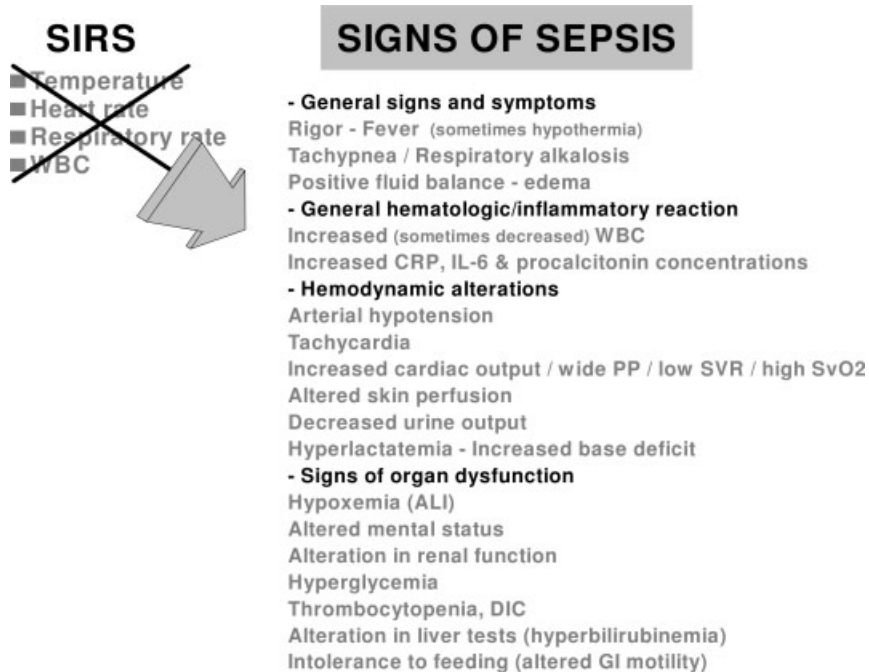 SIRS
■ Temperature
■ Heart rate
■ Respiratory rate
■ WBC
SIGNS OF SEPSIS
- General signs and symptoms
Rigor - Fever (sometimes hypothermia)
Tachypnea / Respiratory alkalosis
Positive fluid balance - edema
- General hematologic/inflammatory reaction
Increased (sometimes decreased) WBC
Increased CRP, IL-6 & procalcitonin concentrations
- Hemodynamic alterations
Arterial hypotension
Tachycardia
Increased cardiac output / wide PP / low SVR / high SvO2
Altered skin perfusion
Decreased urine output
Hyperlactatemia - Increased base deficit
- Signs of organ dysfunction
Hypoxemia (ALI)
Altered mental status
Alteration in renal function
Hyperglycemia
Thrombocytopenia, DIC
Alteration in liver tests (hyperbilirubinemia)
Intolerance to feeding (altered GI motility)